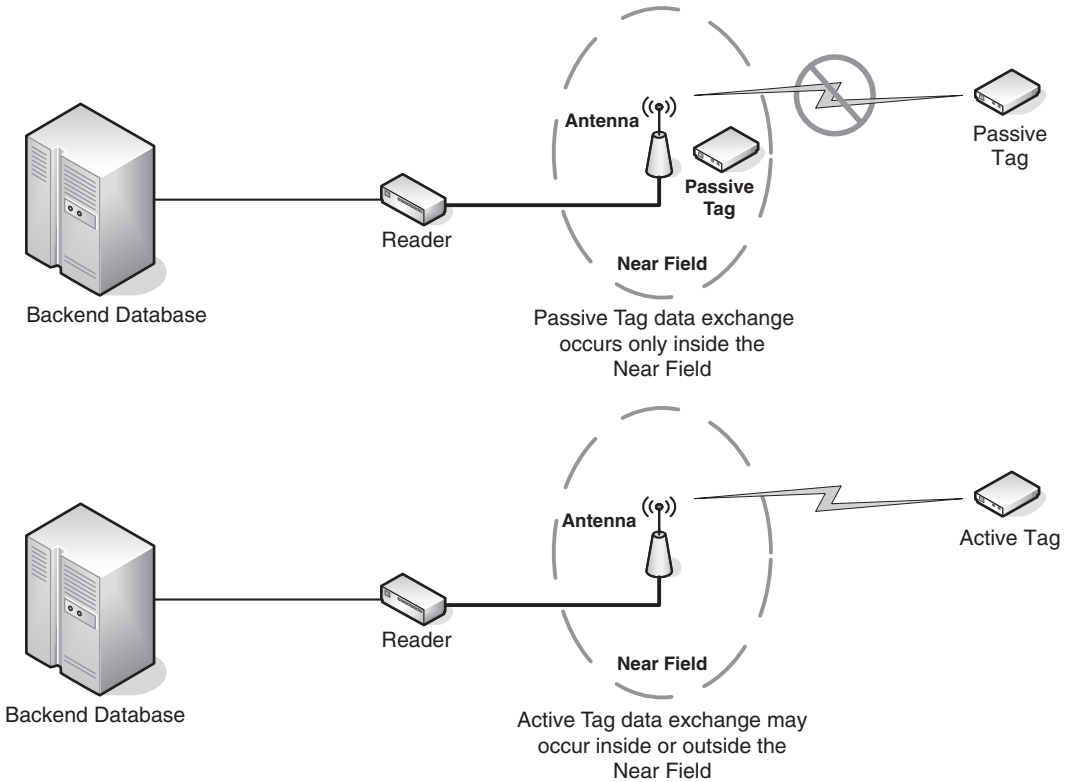 Antenna
Passive
Tag
Passive
Tag
Reader
Near Field
Backend Database
Passive Tag data exchange
occurs only inside the
Near Field
Antenna
Active Tag
Reader
Near Field
Backend Database
Active Tag data exchange may
occur inside or outside the
Near Field